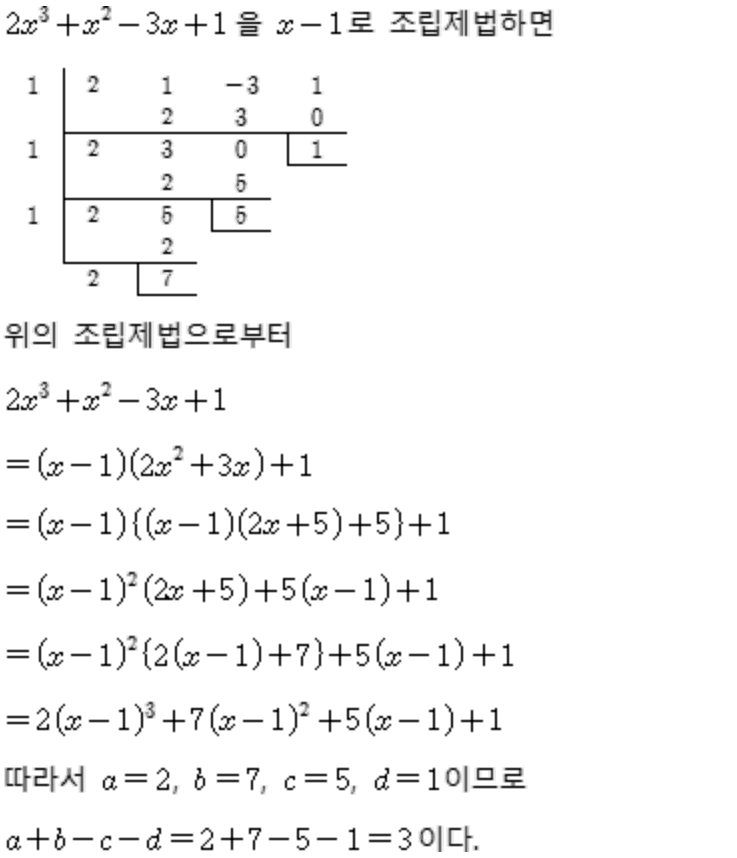 2x³+x²−3x+1 을 x−1로 조립제법하면
1 2 1 −3 1
2 3 0
1 2 3 0 1
2 5
1 2 5 5
2
2 7
위의 조립제법으로부터
2x³+x²−3x+1
=(x−1)(2x²+3x)+1
=(x−1){(x−1)(2x+5)+5}+1
=(x−1)²(2x+5)+5(x−1)+1
=(x−1)²{2(x−1)+7}+5(x−1)+1
=2(x−1)³+7(x−1)²+5(x−1)+1
따라서 a=2, b=7, c=5, d=1이므로
a+b−c−d=2+7−5−1=3이다.